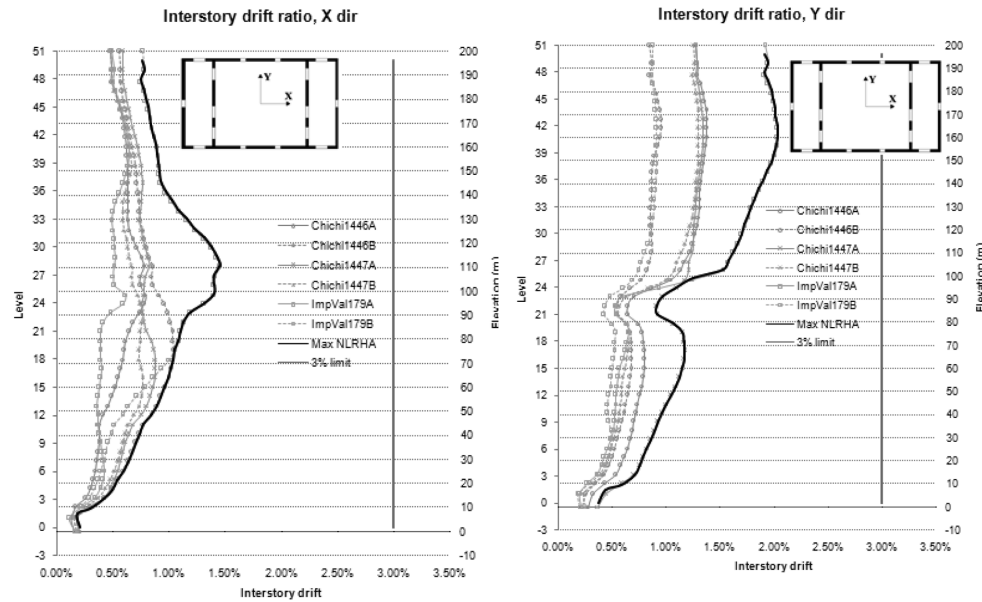 Interstory drift ratio, X dir
51
48
45
42
39
36
33
30
27
24
21
18
15
12
9
6
3
0
-3
Level
200
190
180
170
160
150
140
130
120
110
100
90
80
70
60
50
40
30
20
10
0
-10
Elevation (m)
Y
X
Chichi1446A
Chichi1446B
Chichi1447A
Chichi1447B
ImpVal179A
ImpVal179B
Max NLRHA
3% limit
0.00% 0.50% 1.00% 1.50% 2.00% 2.50% 3.00% 3.50%
Interstory drift
Interstory drift ratio, Y dir
51
48
45
42
39
36
33
30
27
24
21
18
15
12
9
6
3
0
-3
Level
200
190
180
170
160
150
140
130
120
110
100
90
80
70
60
50
40
30
20
10
0
-10
Elevation (m)
Y
X
Chichi1446A
Chichi1446B
Chichi1447A
Chichi1447B
ImpVal179A
ImpVal179B
Max NLRHA
3% limit
0.00% 0.50% 1.00% 1.50% 2.00% 2.50% 3.00% 3.50%
Interstory drift